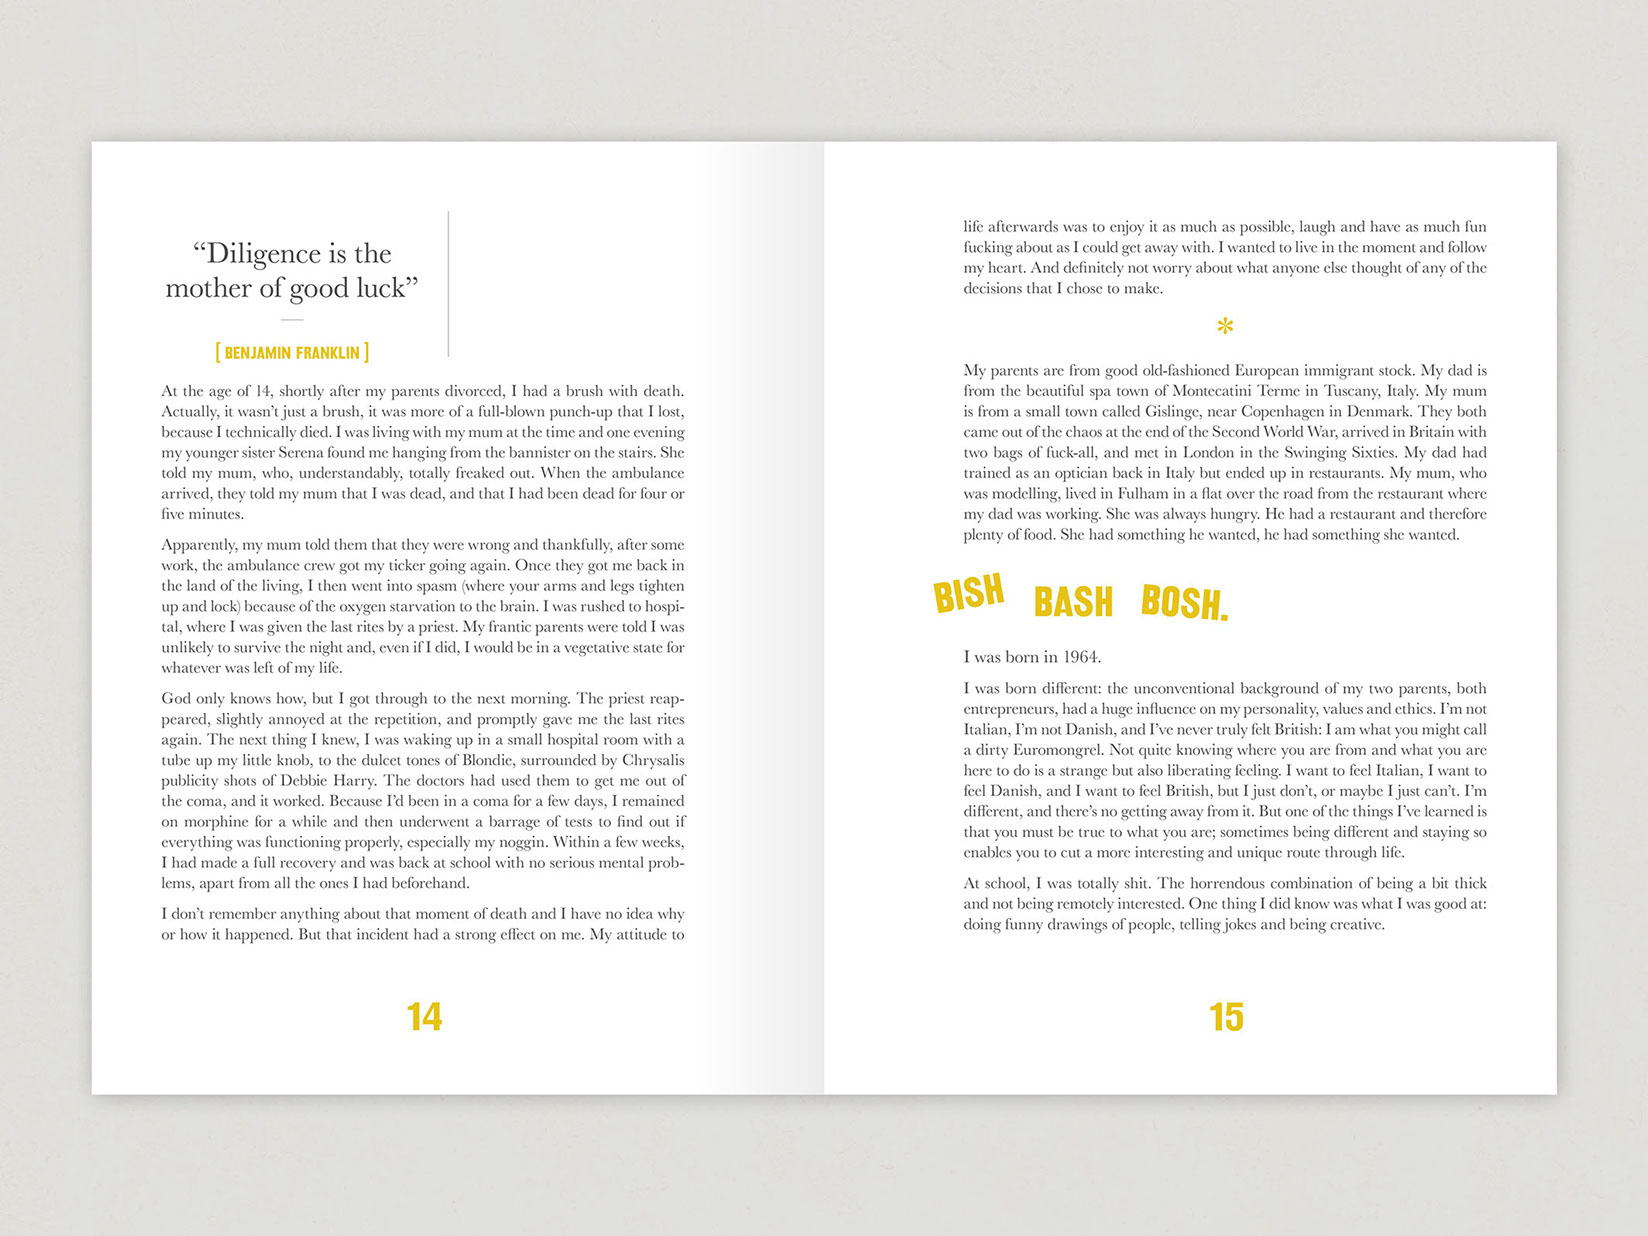 “Diligence is the
mother of good luck”
[ BENJAMIN FRANKLIN ]
At the age of 14, shortly after my parents divorced, I had a brush with death.
Actually, it wasn’t just a brush, it was more of a full-blown punch-up that I lost,
because I technically died. I was living with my mum at the time and one evening
my younger sister Serena found me hanging from the bannister on the stairs. She
told my mum, who, understandably, totally freaked out. When the ambulance
arrived, they told my mum that I was dead, and that I had been dead for four or
five minutes.
Apparently, my mum told them that they were wrong and thankfully, after some
work, the ambulance crew got my ticker going again. Once they got me back in
the land of the living, I then went into spasm (where your arms and legs tighten
up and lock) because of the oxygen starvation to the brain. I was rushed to hospi-
tal, where I was given the last rites by a priest. My frantic parents were told I was
unlikely to survive the night and, even if I did, I would be in a vegetative state for
whatever was left of my life.
God only knows how, but I got through to the next morning. The priest reap-
peared, slightly annoyed at the repetition, and promptly gave me the last rites
again. The next thing I knew, I was waking up in a small hospital room with a
tube up my little knob, to the dulcet tones of Blondie, surrounded by Chrysalis
publicity shots of Debbie Harry. The doctors had used them to get me out of
the coma, and it worked. Because I’d been in a coma for a few days, I remained
on morphine for a while and then underwent a barrage of tests to find out if
everything was functioning properly, especially my noggin. Within a few weeks,
I had made a full recovery and was back at school with no serious mental prob-
lems, apart from all the ones I had beforehand.
I don’t remember anything about that moment of death and I have no idea why
or how it happened. But that incident had a strong effect on me. My attitude to
14
life afterwards was to enjoy it as much as possible, laugh and have as much fun
fucking about as I could get away with. I wanted to live in the moment and follow
my heart. And definitely not worry about what anyone else thought of any of the
decisions that I chose to make.
*
My parents are from good old-fashioned European immigrant stock. My dad is
from the beautiful spa town of Montecatini Terme in Tuscany, Italy. My mum
is from a small town called Gislinge, near Copenhagen in Denmark. They both
came out of the chaos at the end of the Second World War, arrived in Britain with
two bags of fuck-all, and met in London in the Swinging Sixties. My dad had
trained as an optician back in Italy but ended up in restaurants. My mum, who
was modelling, lived in Fulham in a flat over the road from the restaurant where
my dad was working. She was always hungry. He had a restaurant and therefore
plenty of food. She had something he wanted, he had something she wanted.
BISH BASH BOSH.
I was born in 1964.
I was born different: the unconventional background of my two parents, both
entrepreneurs, had a huge influence on my personality, values and ethics. I’m not
Italian, I’m not Danish, and I’ve never truly felt British: I am what you might call
a dirty Euromongrel. Not quite knowing where you are from and what you are
here to do is a strange but also liberating feeling. I want to feel Italian, I want to
feel Danish, and I want to feel British, but I just don’t, or maybe I just can’t. I’m
different, and there’s no getting away from it. But one of the things I’ve learned is
that you must be true to what you are; sometimes being different and staying so
enables you to cut a more interesting and unique route through life.
At school, I was totally shit. The horrendous combination of being a bit thick
and not being remotely interested. One thing I did know was what I was good at:
doing funny drawings of people, telling jokes and being creative.
15